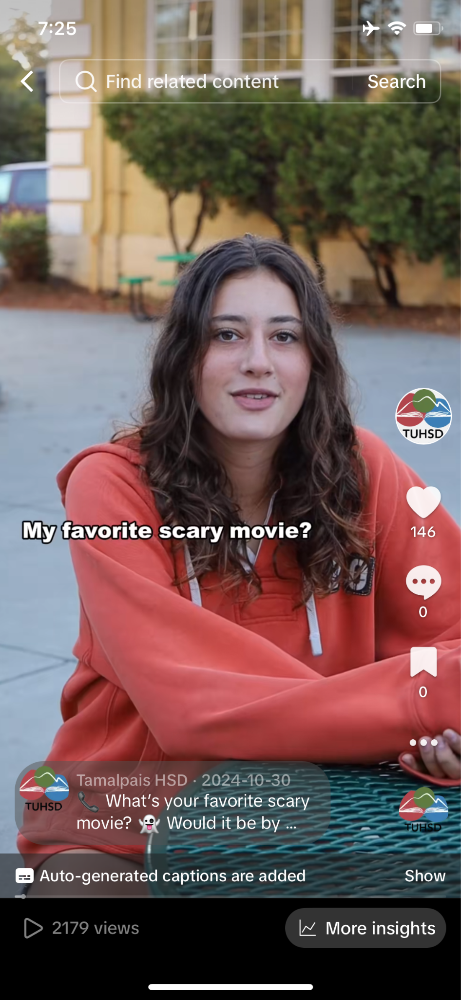 7:25
Find related content
Search
TUHSD
My favorite scary movie?
146
0
0
Tamalpais HSD · 2024-10-30
TUHSD
📞 What's your favorite scary
movie? 👻 Would it be by ...
TUHSD
Auto-generated captions are added
Show
2179 views
More insights